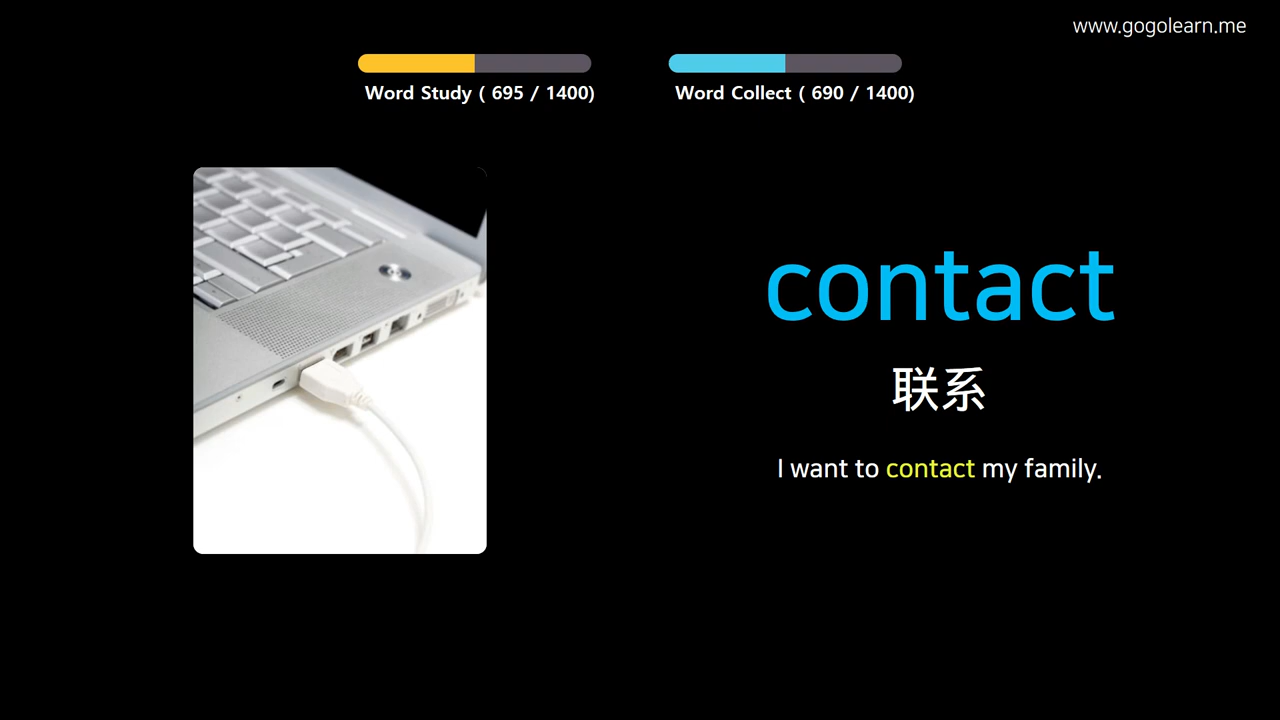 www.gogolearn.me
Word Study ( 695 / 1400)
Word Collect ( 690 / 1400)
contact
联系
I want to contact my family.